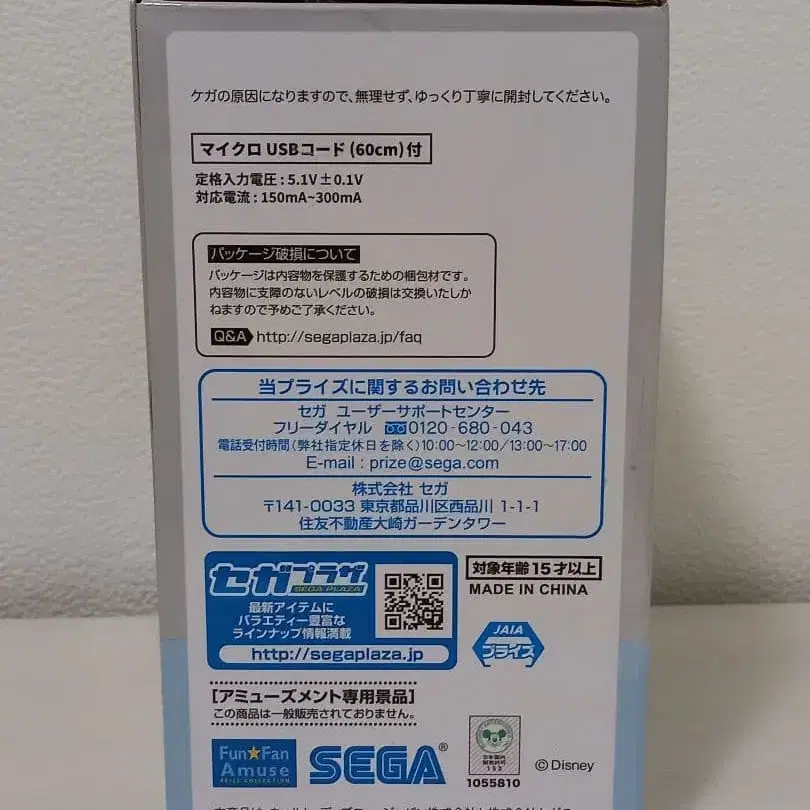 ケガの原因になりますので、無理せず、ゆっくり丁寧に開封してください。
マイクロ USBコード (60cm) 付
定格入力電圧 : 5.1V±0.1V
対応電流 : 150mA~300mA
パッケージ破損について
パッケージは内容物を保護するための梱包材です。
内容物に支障のないレベルの破損は交換いたしか
ねますので予めご了承ください。
Q&A http://segaplaza.jp/faq
当プライズに関するお問い合わせ先
セガ ユーザーサポートセンター
フリーダイヤル 0120-680-043
電話受付時間(弊社指定休日を除く)10:00〜12:00/13:00〜17:00
E-mail : prize@sega.com
株式会社 セガ
〒141-0033 東京都品川区西品川 1-1-1
住友不動産大崎ガーデンタワー
セガプラザ
SEGA PLAZA
最新アイテムに
バラエティー豊富な
ラインナップ情報満載
http://segaplaza.jp
対象年齢15才以上
MADE IN CHINA
JAIA
プライズ
[アミューズメント専用景品]
この商品は一般販売されておりません。
Fun★Fan
Amuse
PRIZE COLLECTION
SEGA®
153
1055810
©Disney